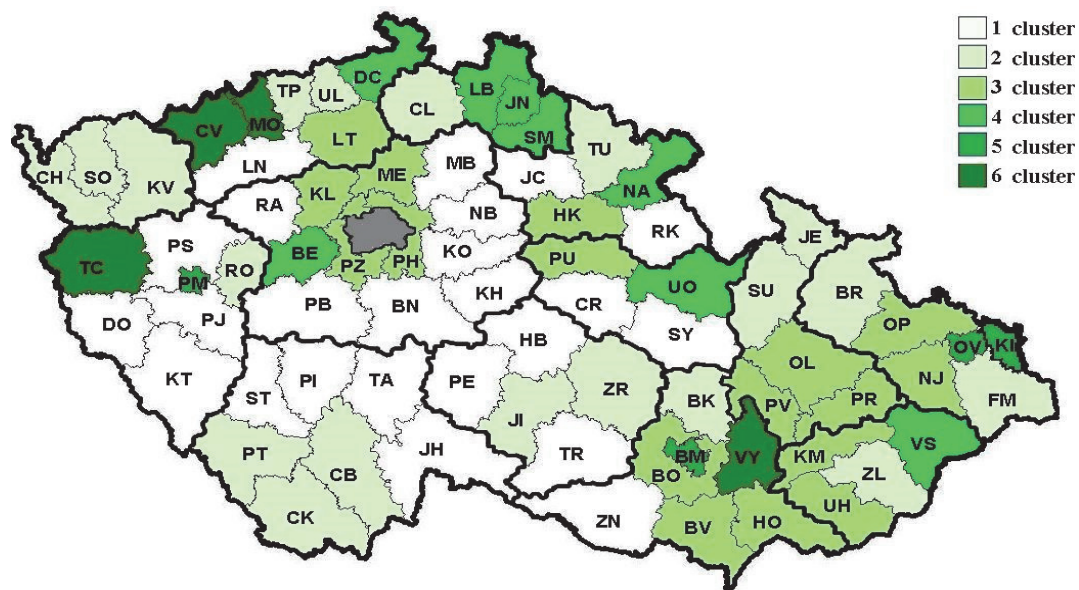 1 cluster
2 cluster
3 cluster
4 cluster
5 cluster
6 cluster
DC
TP
UL
LB
JN
CL
CV
MO
SM
LT
TU
MB
LN
ME
JC
CH
SO
KV
NA
KL
RA
NB
HK
RK
JE
PS
RO
BE
KO
PZ
PH
PU
TC
PM
UO
SU
BR
KH
PB
BN
CR
OP
DO
PJ
SY
HB
OV
KI
OL
KT
ST
PI
TA
PE
ZR
NJ
PV
PR
BK
FM
JI
VS
PT
JH
TR
BM
VY
KM
CB
BO
ZL
CK
UH
ZN
BV
HO